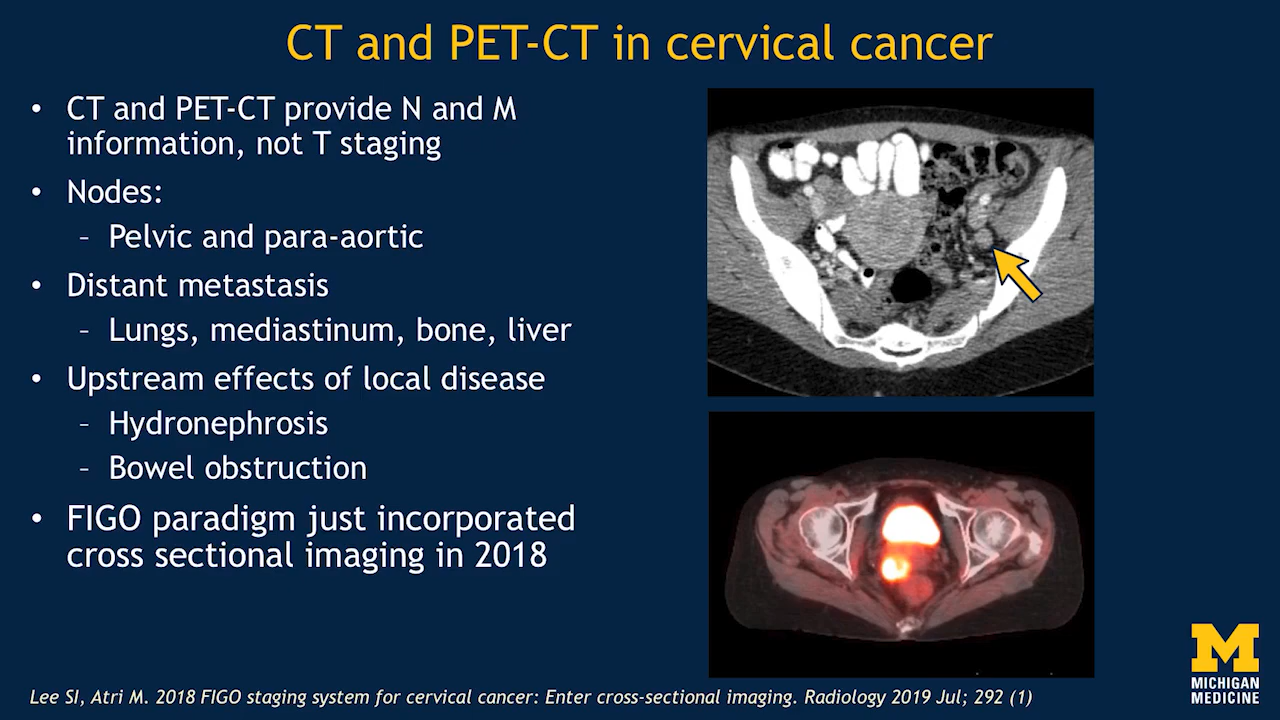 CT and PET-CT in cervical cancer
• CT and PET-CT provide N and M
information, not T staging
• Nodes:
– Pelvic and para-aortic
• Distant metastasis
– Lungs, mediastinum, bone, liver
• Upstream effects of local disease
– Hydronephrosis
– Bowel obstruction
• FIGO paradigm just incorporated
cross sectional imaging in 2018
M
MICHIGAN
MEDICINE
Lee SI, Atri M. 2018 FIGO staging system for cervical cancer: Enter cross-sectional imaging. Radiology 2019 Jul; 292 (1)